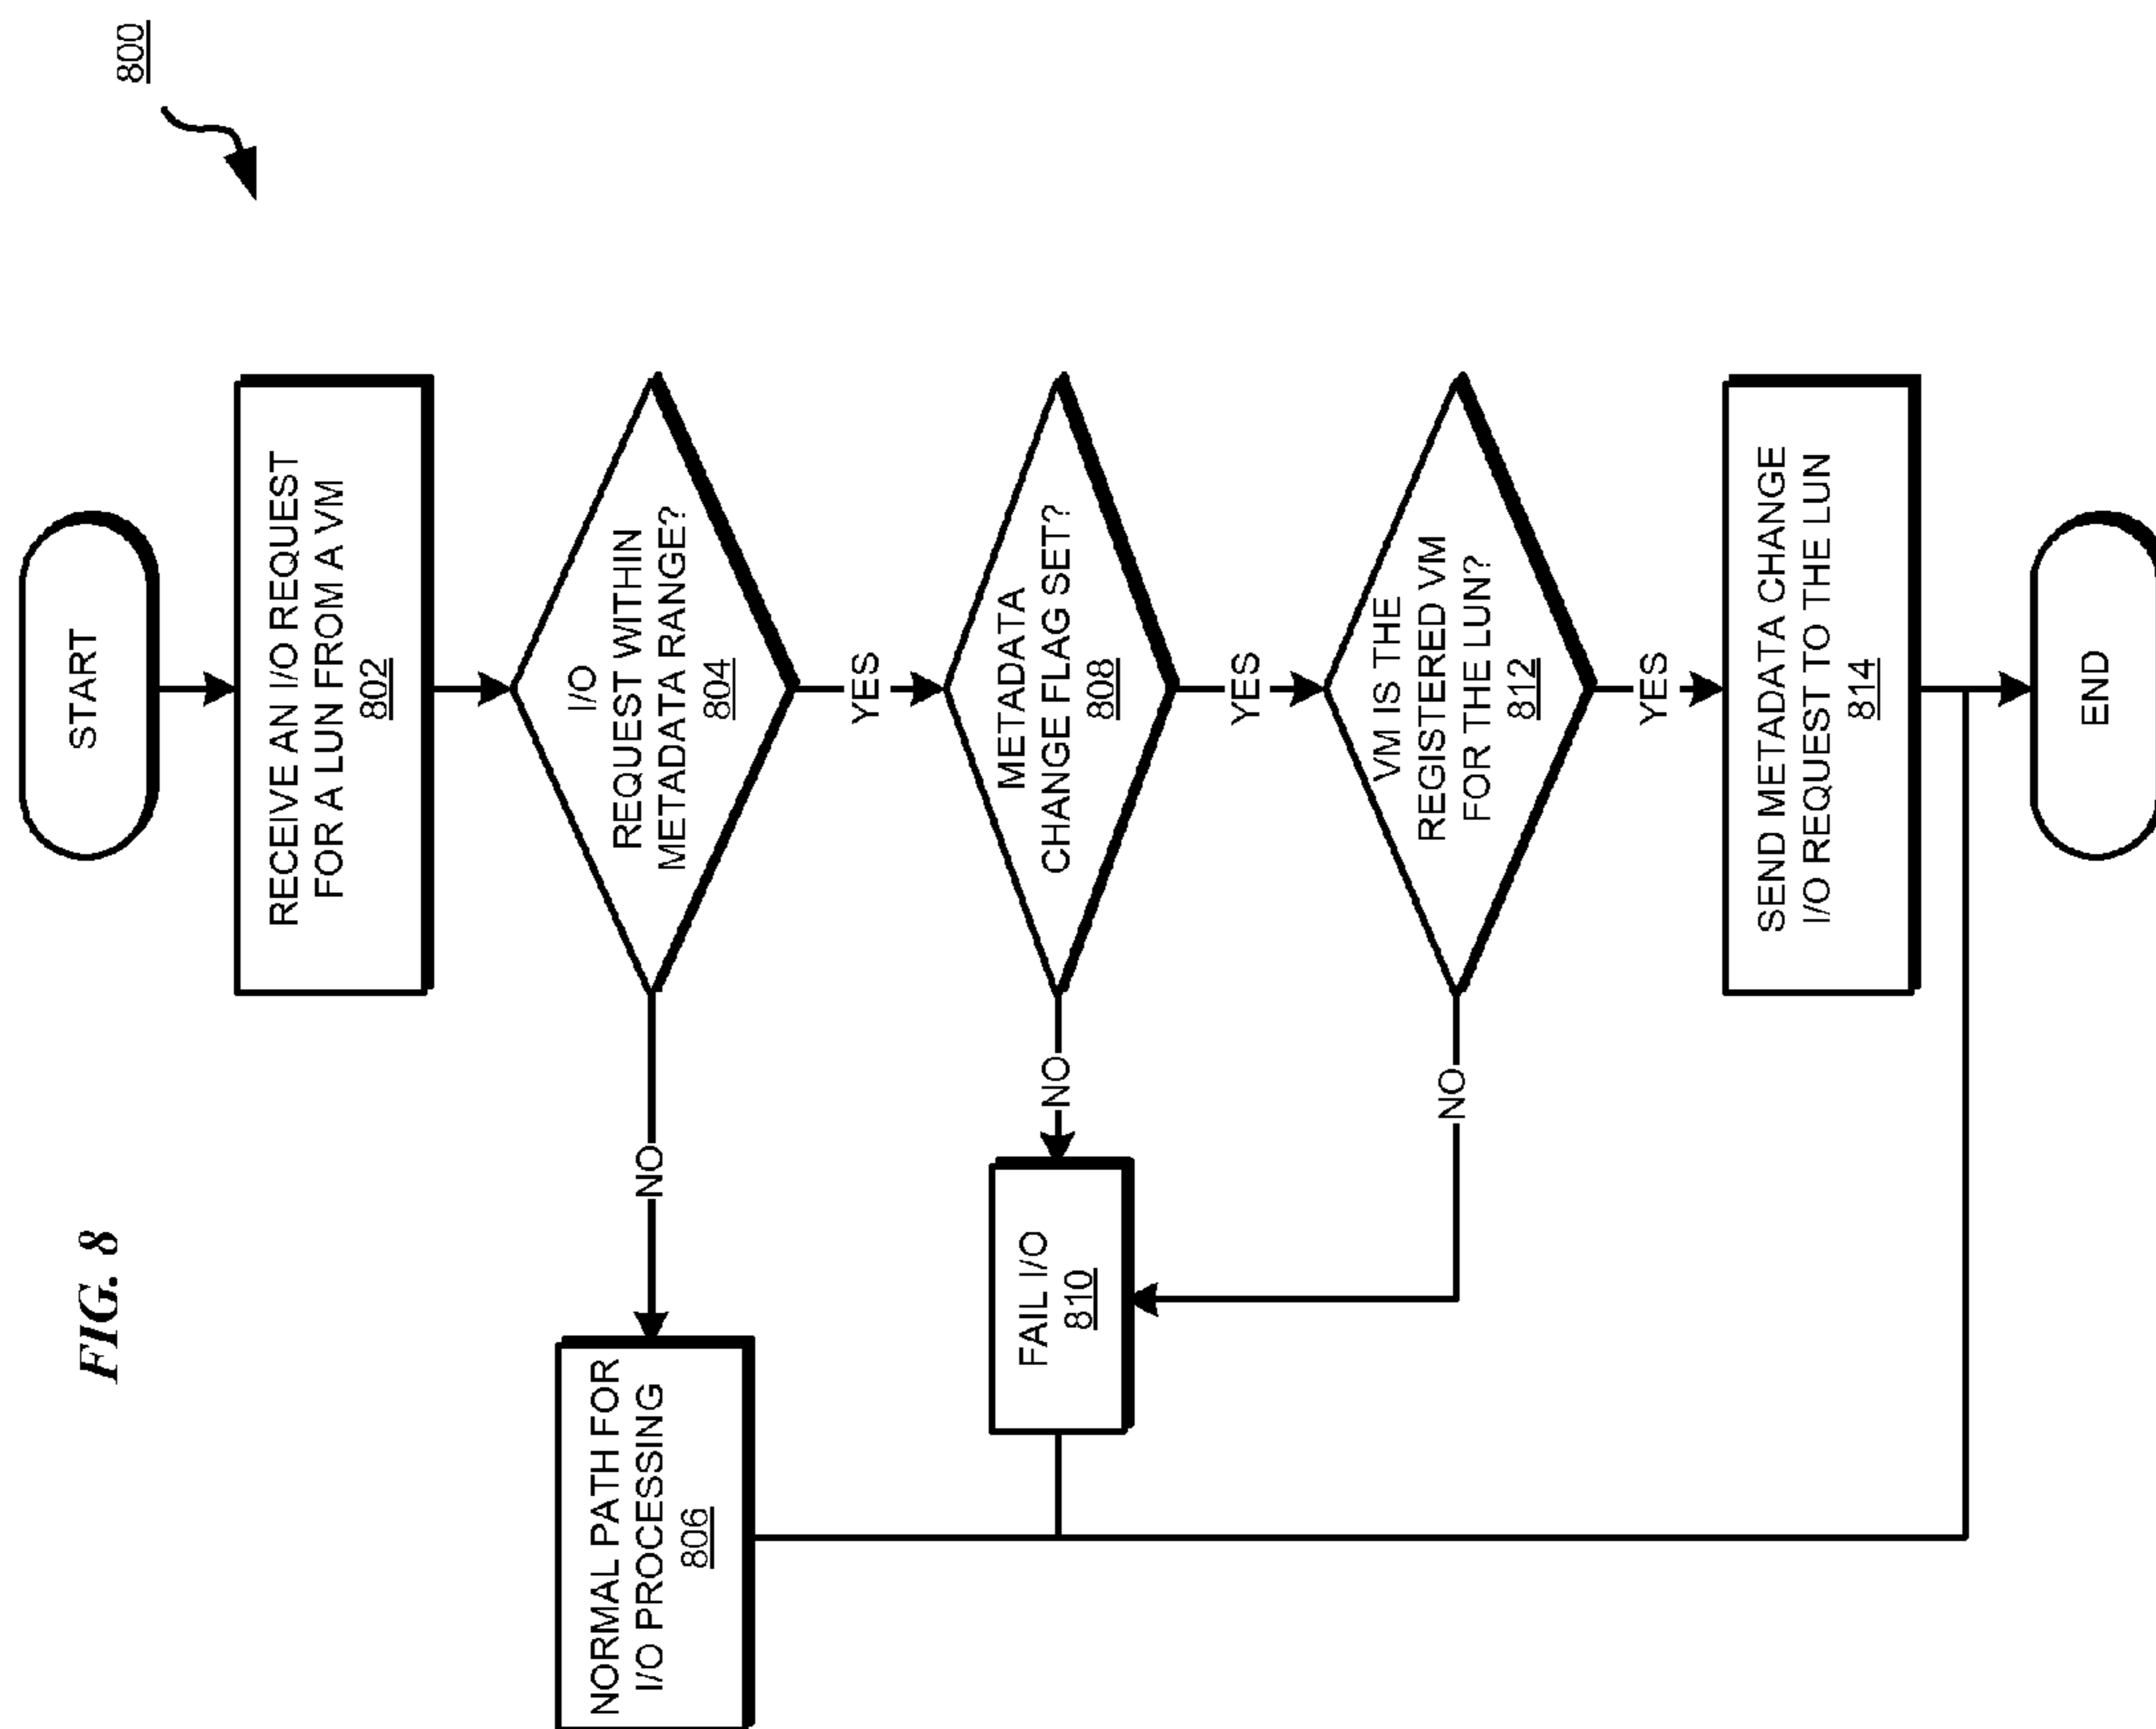 FIG. 8
800
START
RECEIVE AN I/O REQUEST
FOR A LUN FROM A VM
802
I/O
REQUEST WITHIN
METADATA RANGE?
804
NO
NORMAL PATH FOR
I/O PROCESSING
806
YES
METADATA
CHANGE FLAG SET?
808
NO
FAIL I/O
810
YES
VM IS THE
REGISTERED VM
FOR THE LUN?
812
NO
YES
SEND METADATA CHANGE
I/O REQUEST TO THE LUN
814
END